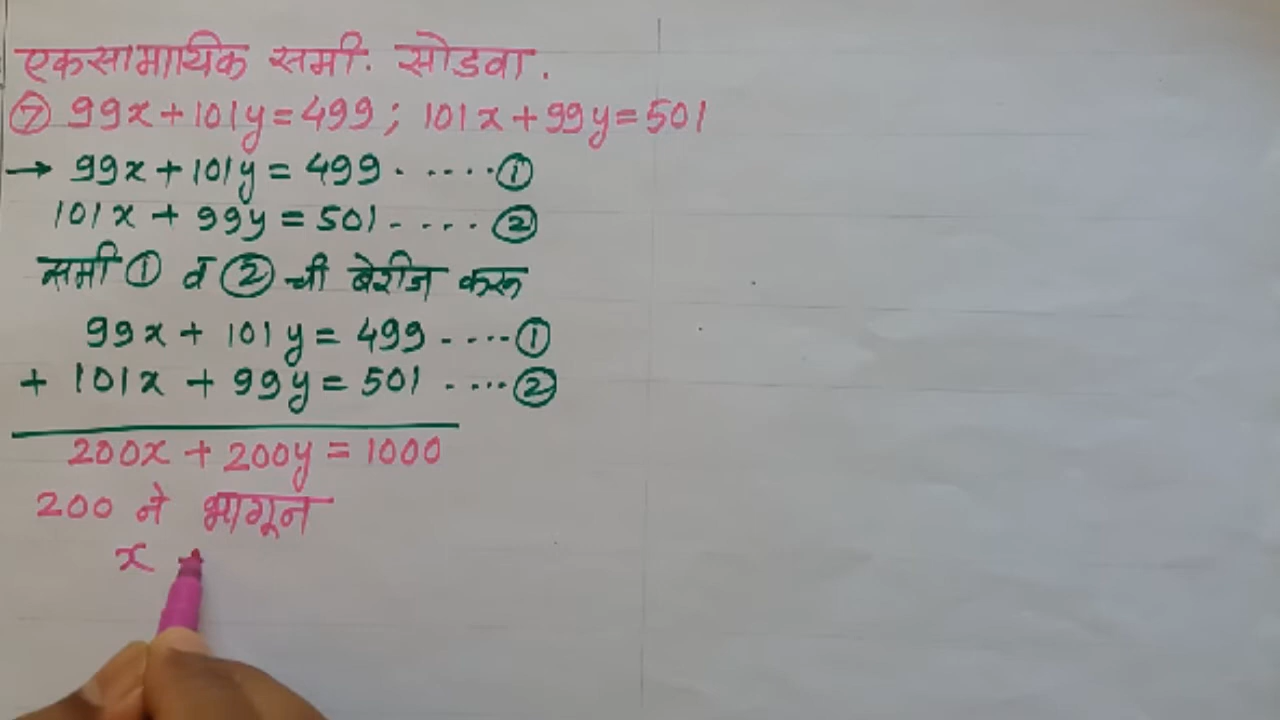 एकसामायिक समी. सोडवा.
⑦ 99x+101y=499; 101x+99y=501
→ 99x+101y=499.....①
101x+99y=501.....②
समी ① व ② ची बेरीज करू
99x+101y=499....①
+ 101x+99y=501....②
200x+200y=1000
200 ने भागून
x